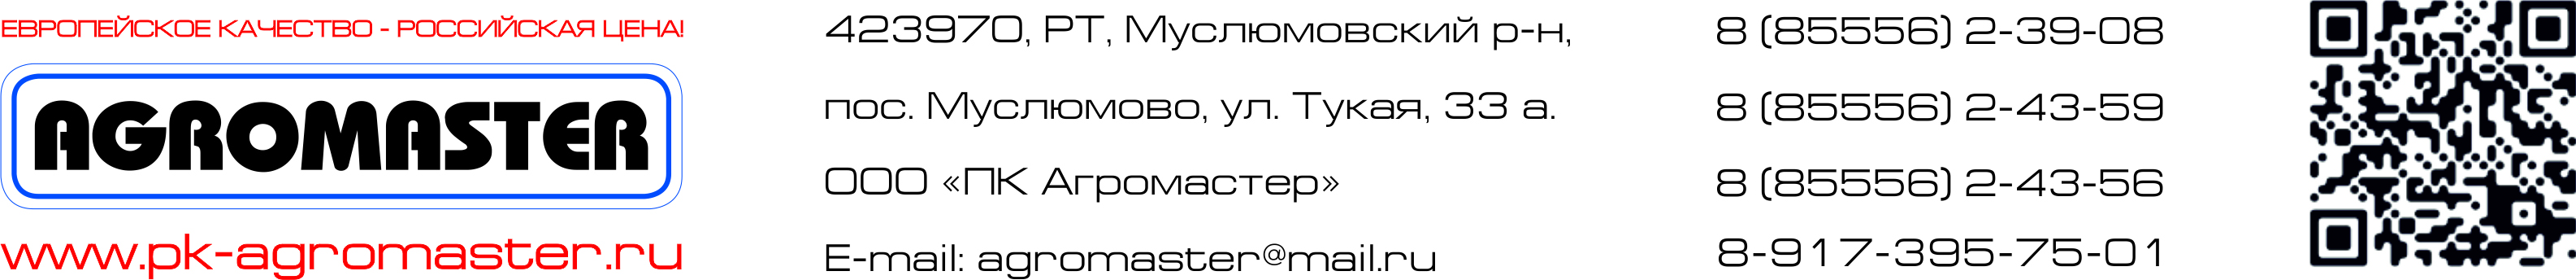 ЕВРОПЕЙСКОЕ КАЧЕСТВО - РОССИЙСКАЯ ЦЕНА!
AGROMASTER
www.pk-agromaster.ru
423970, РТ, Муслюмовский р-н,
пос. Муслюмово, ул. Тукая, 33 а.
ООО «ПК Агромастер»
E-mail: agromaster@mail.ru
8 (85556) 2-39-08
8 (85556) 2-43-59
8 (85556) 2-43-56
8-917-395-75-01